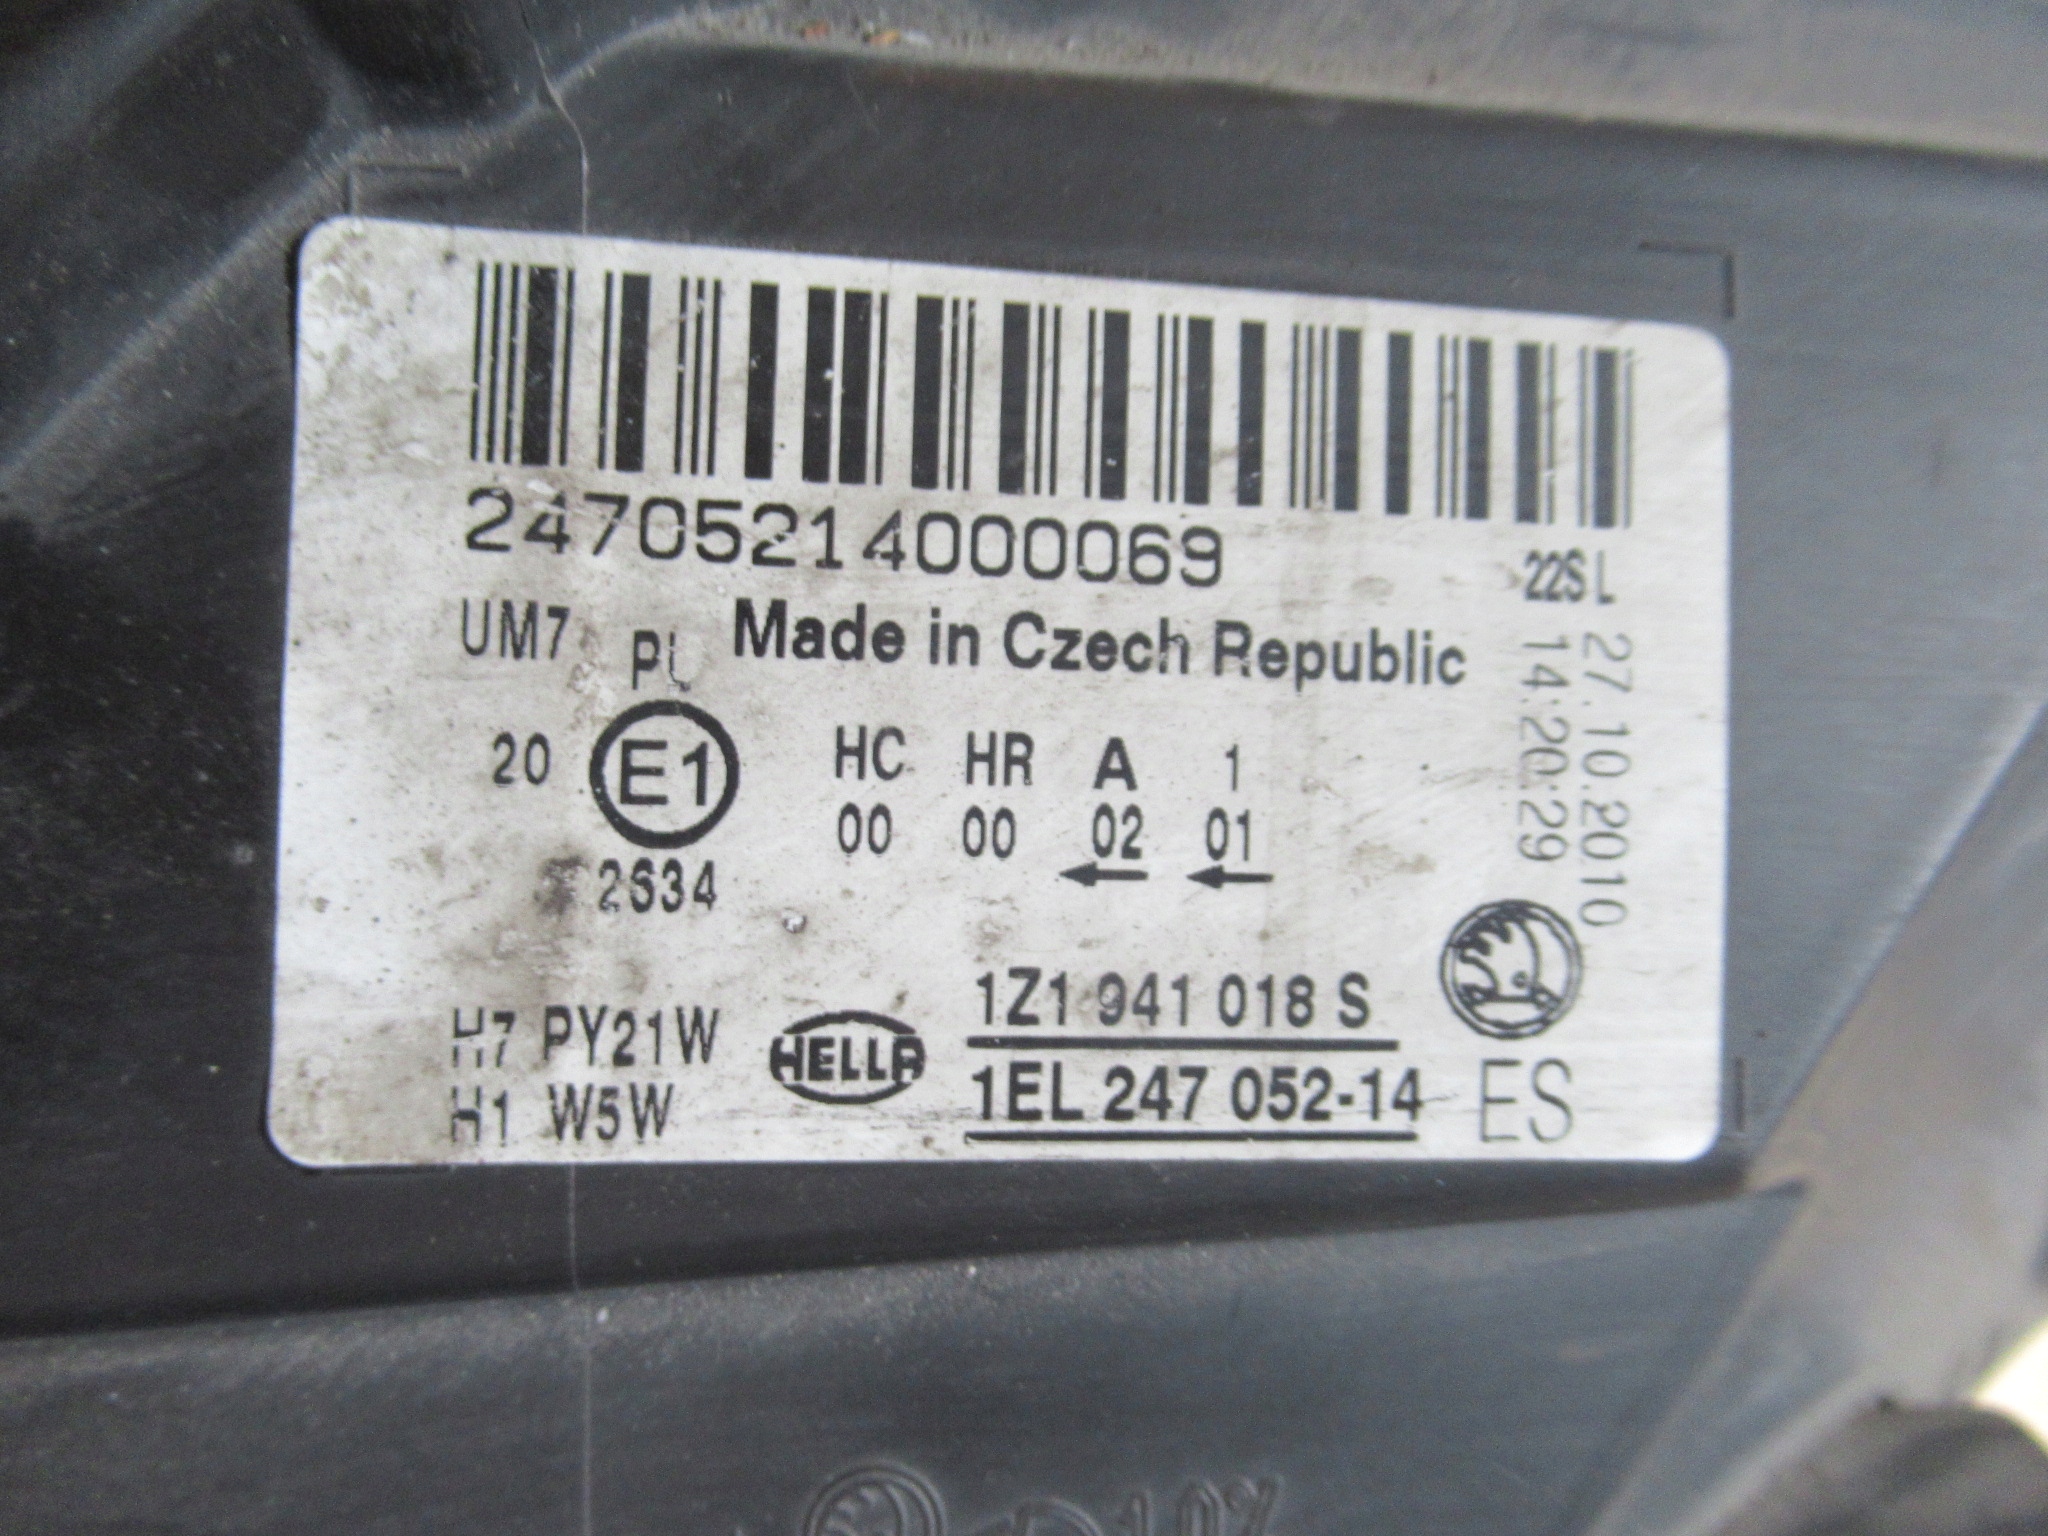 24705214000069
22S L
UM7 PL Made in Czech Republic
27.10.2010
14:20:29
20 E1 HC HR A 1
00 00 02 01
2634
1Z1 941 018 S
H7 PY21W HELLA
1EL 247 052-14 ES
H1 W5W